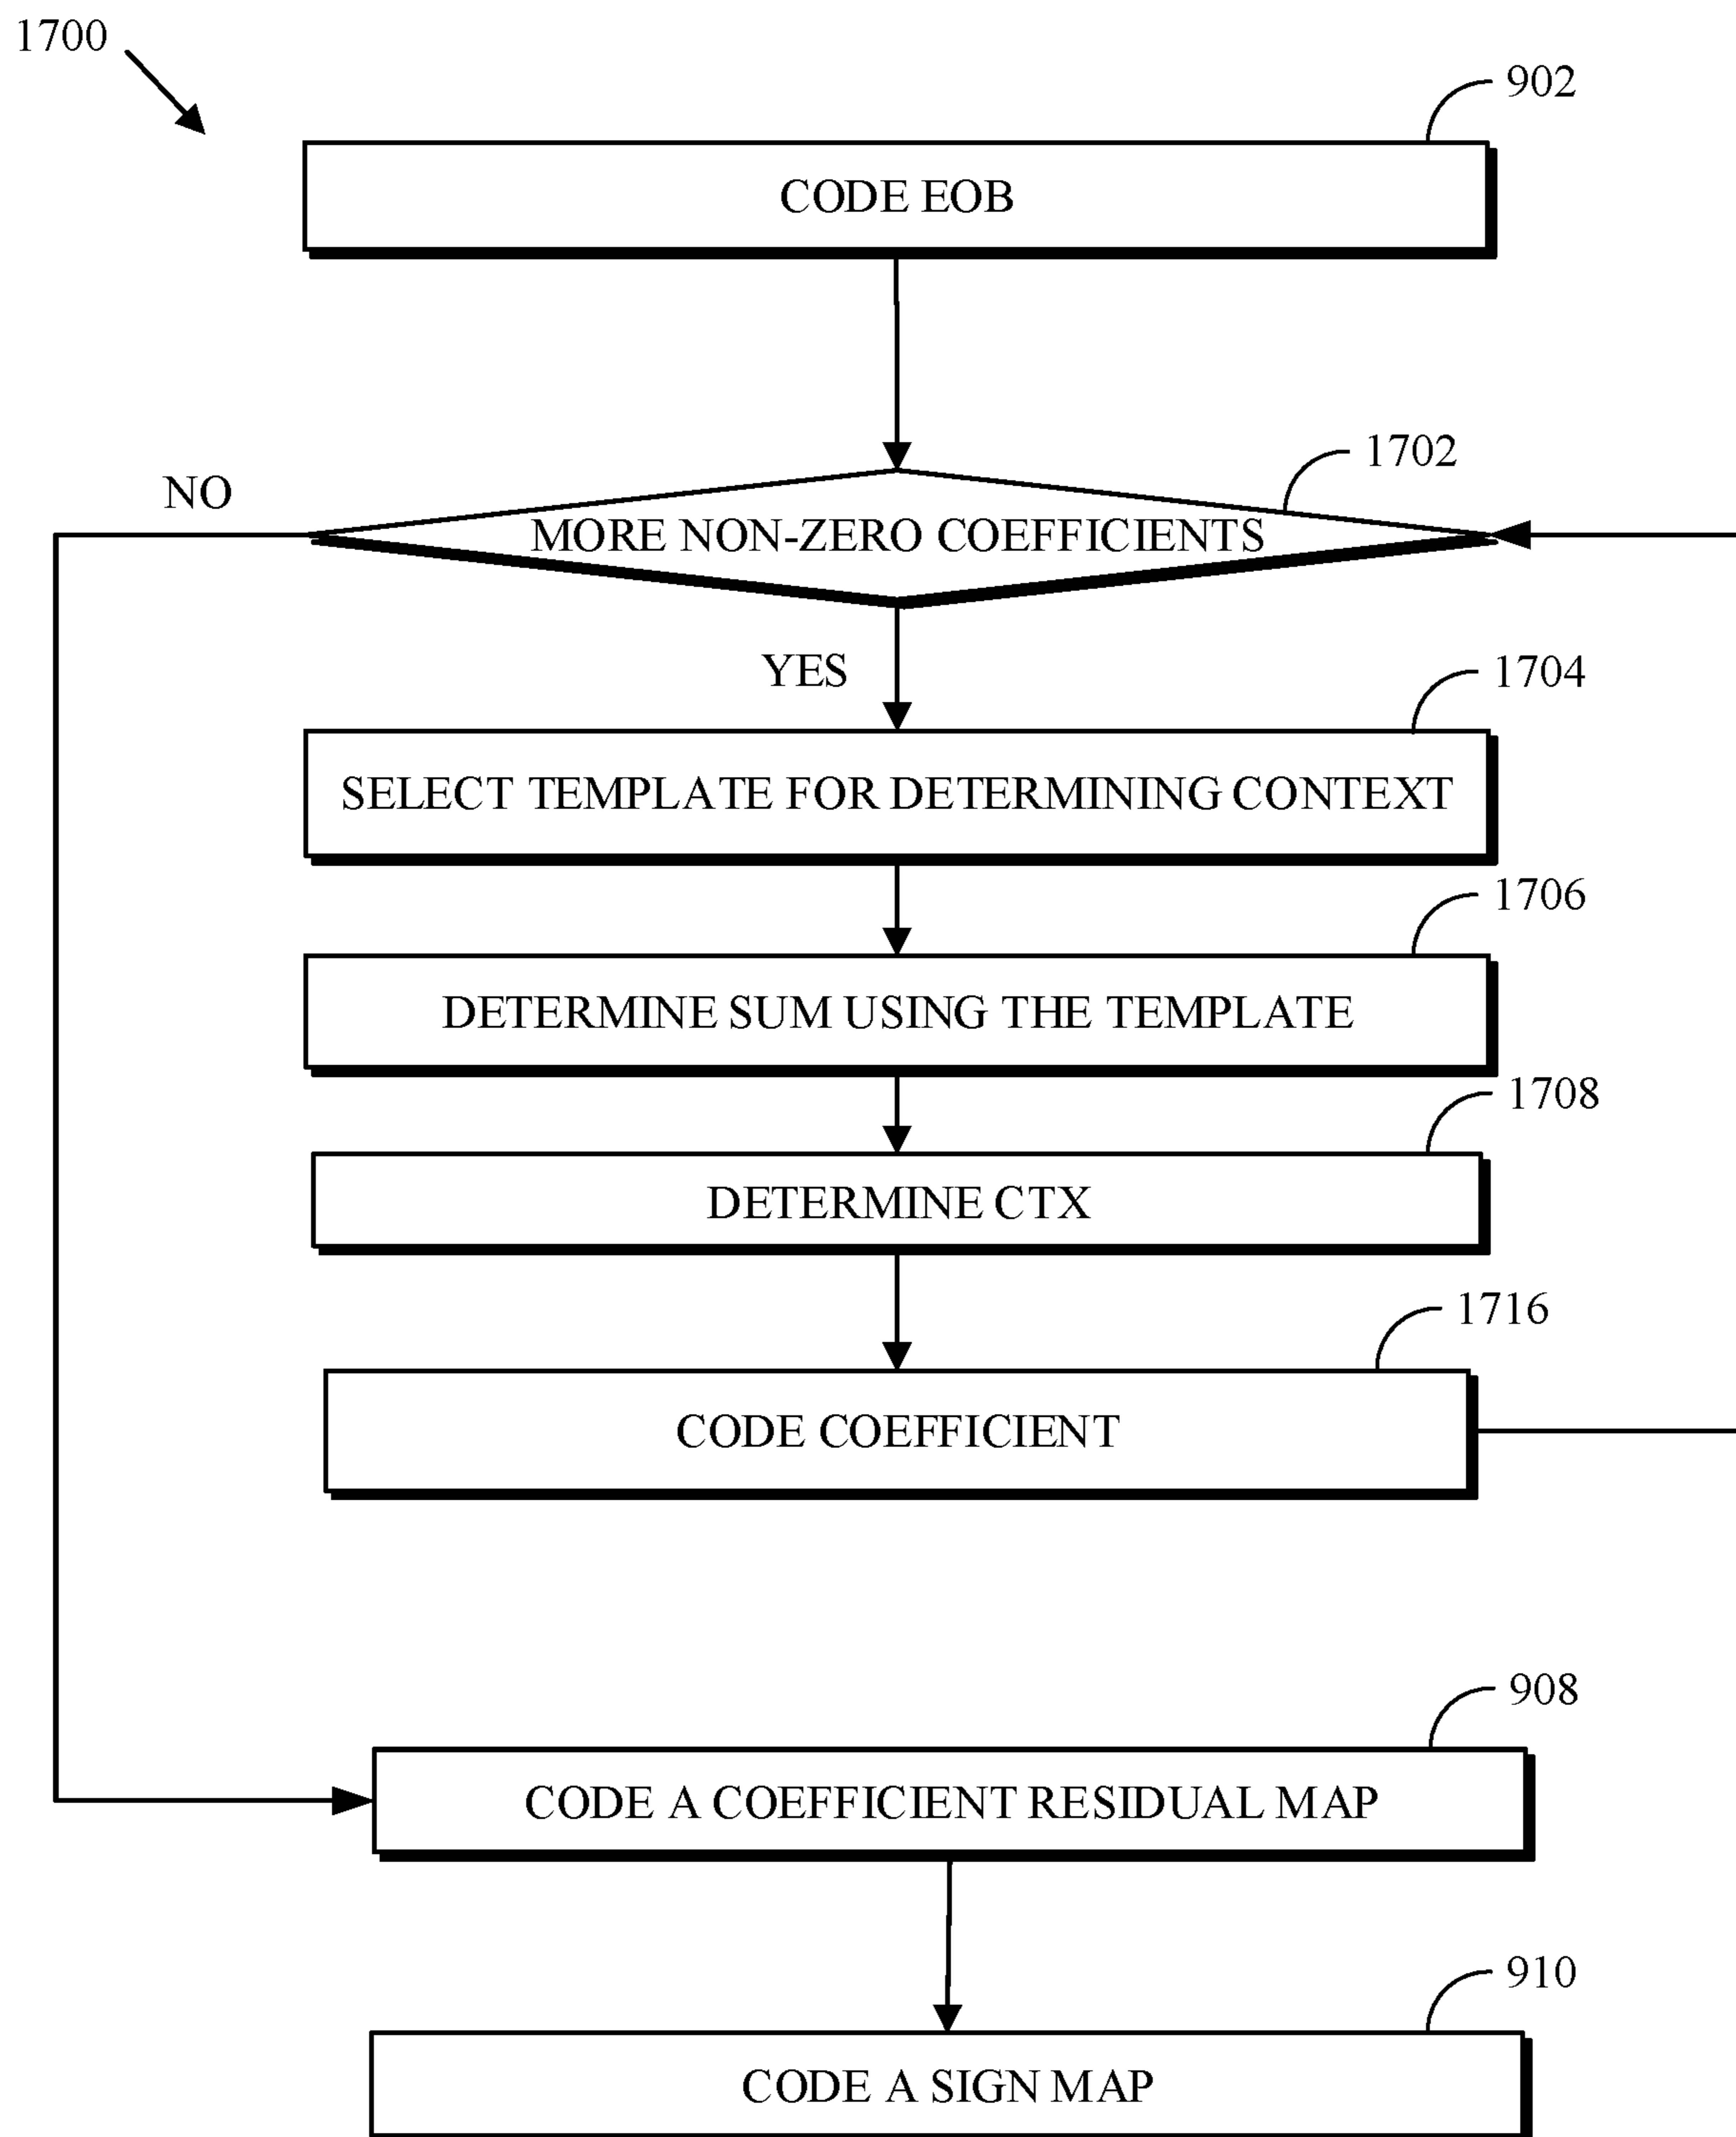 1700
902
CODE EOB
1702
NO
MORE NON-ZERO COEFFICIENTS
YES
1704
SELECT TEMPLATE FOR DETERMINING CONTEXT
1706
DETERMINE SUM USING THE TEMPLATE
1708
DETERMINE CTX
1716
CODE COEFFICIENT
908
CODE A COEFFICIENT RESIDUAL MAP
910
CODE A SIGN MAP